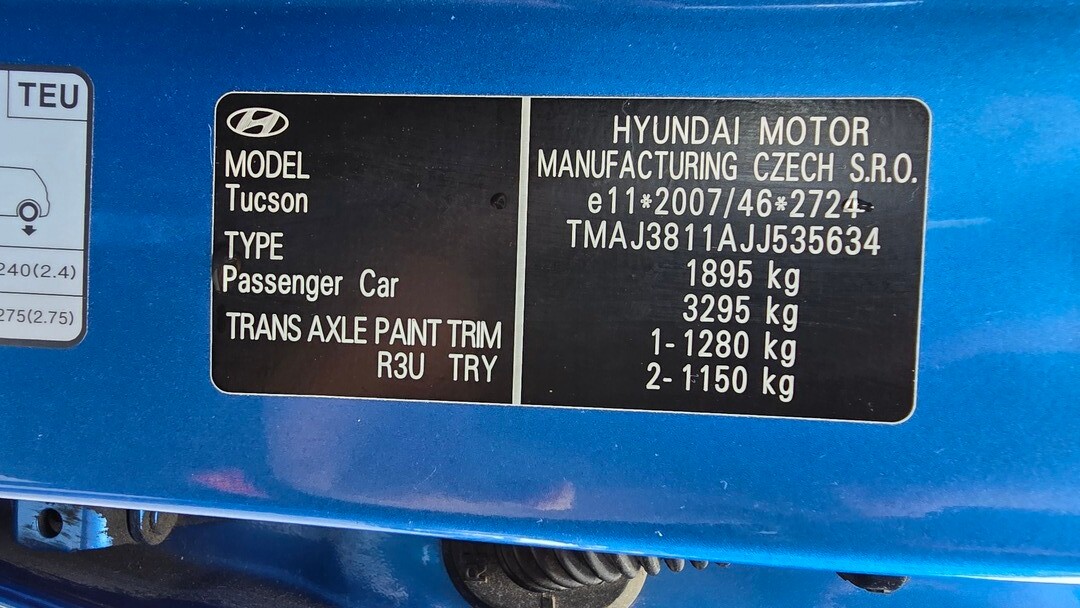 TEU
240(2.4)
275(2.75)
MODEL
Tucson
TYPE
Passenger Car
TRANS AXLE PAINT TRIM
R3U TRY
HYUNDAI MOTOR
MANUFACTURING CZECH S.R.O.
e11*2007/46*2724
TMAJ3811AJJ535634
1895 kg
3295 kg
1-1280 kg
2-1150 kg